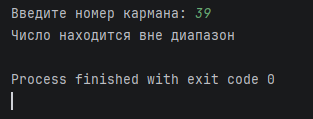 Введите номер кармана: 39
Число находится вне диапазон
Process finished with exit code 0